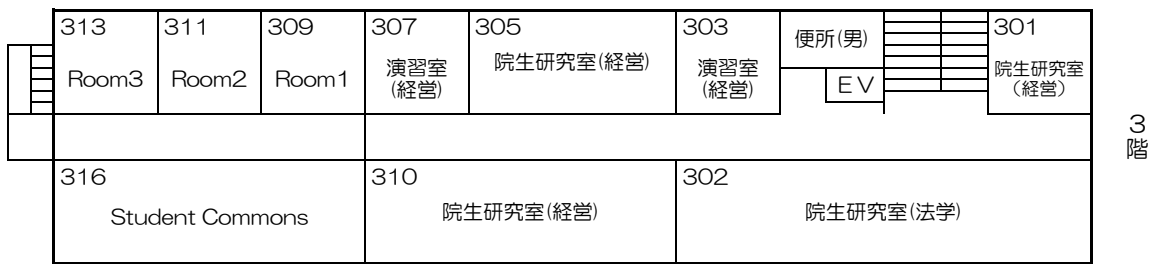 313
Room3
311
Room2
309
Room1
307
演習室
(経営)
305
院生研究室(経営)
303
演習室
(経営)
便所(男)
EV
301
院生研究室
(経営)
3
階
316
Student Commons
310
院生研究室(経営)
302
院生研究室(法学)